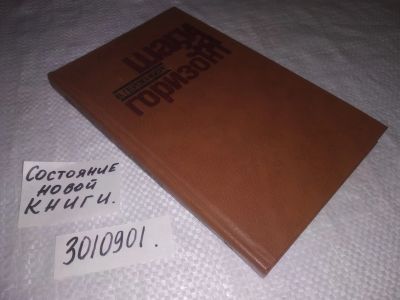 ШАГИ
ЗА
ГОРИЗОНТ
СОСТОЯНИЕ
НОВОЙ
КНИГИ.
3010901.